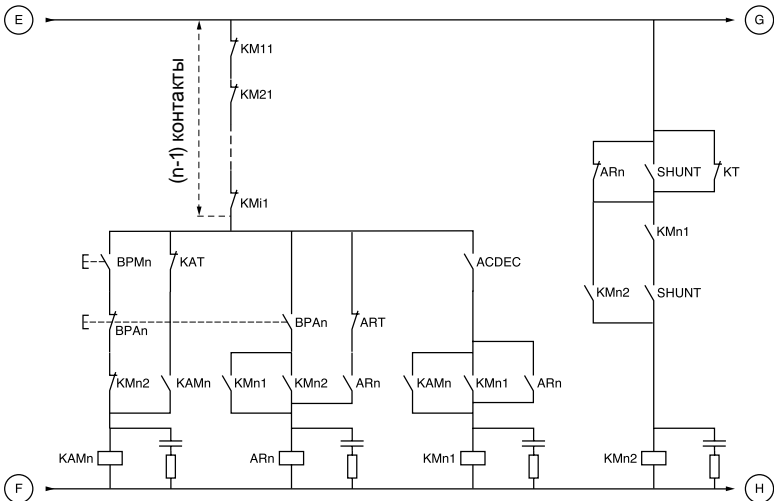 E
G
KM11
KM21
(n-1) контакты
ARn
SHUNT
KT
KMi1
KMn1
BPMn
KAT
ACDEC
KMn2
SHUNT
BPAn
BPAn
ART
KMn2
KAMn
KMn1
KMn2
ARn
KAMn
KMn1
ARn
KAMn
ARn
KMn1
KMn2
F
H